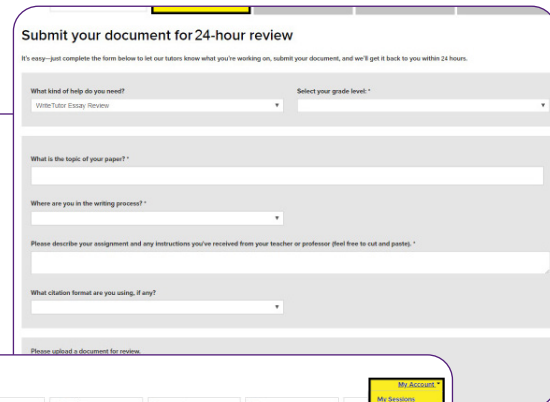 Submit your document for 24-hour review
It's easy—just complete the form below to let our tutors know what you're working on, submit your document, and we'll get it back to you within 24 hours.
What kind of help do you need?
Select your grade level: *
WriteTutor Essay Review
What is the topic of your paper? *
Where are you in the writing process? *
Please describe your assignment and any instructions you've received from your teacher or professor (feel free to cut and paste). *
What citation format are you using, if any?
Please upload a document for review.
My Account
My Sessions